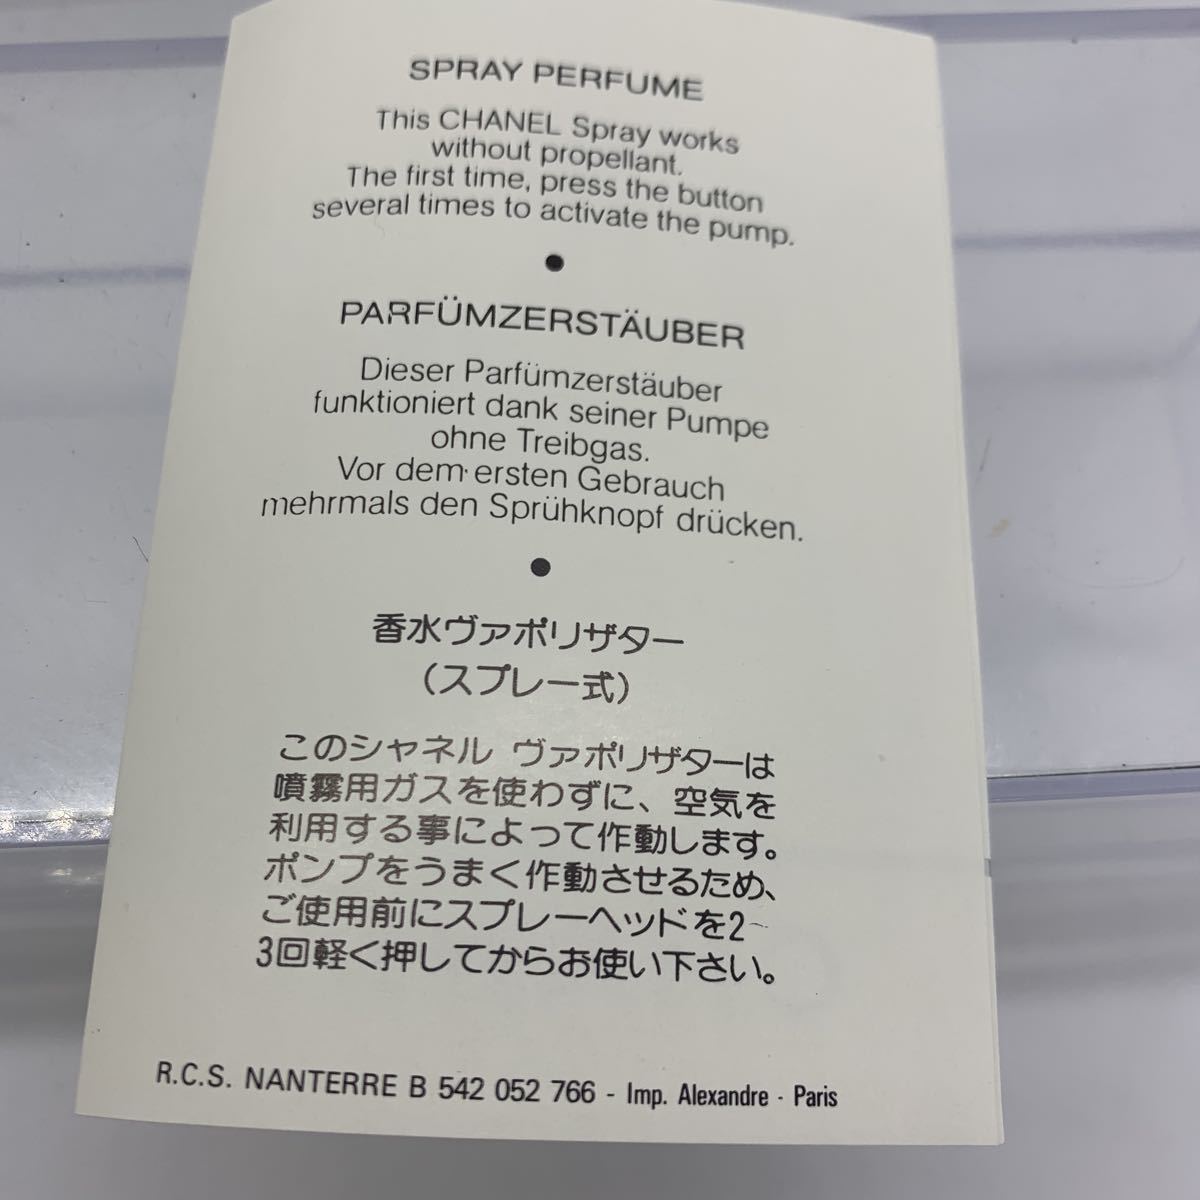 SPRAY PERFUME
This CHANEL Spray works
without propellant.
The first time, press the button
several times to activate the pump.
●
PARFÜMZERSTÄUBER
Dieser Parfümzerstäuber
funktioniert dank seiner Pumpe
ohne Treibgas.
Vor dem ersten Gebrauch
mehrmals den Sprühknopf drücken.
●
香水ヴァポリザター
（スプレー式）
このシャネル ヴァポリザターは
噴霧用ガスを使わずに、空気を
利用する事によって作動します。
ポンプをうまく作動させるため、
ご使用前にスプレーヘッドを2～
3回軽く押してからお使い下さい。
R.C.S. NANTERRE B 542 052 766 - Imp. Alexandre - Paris